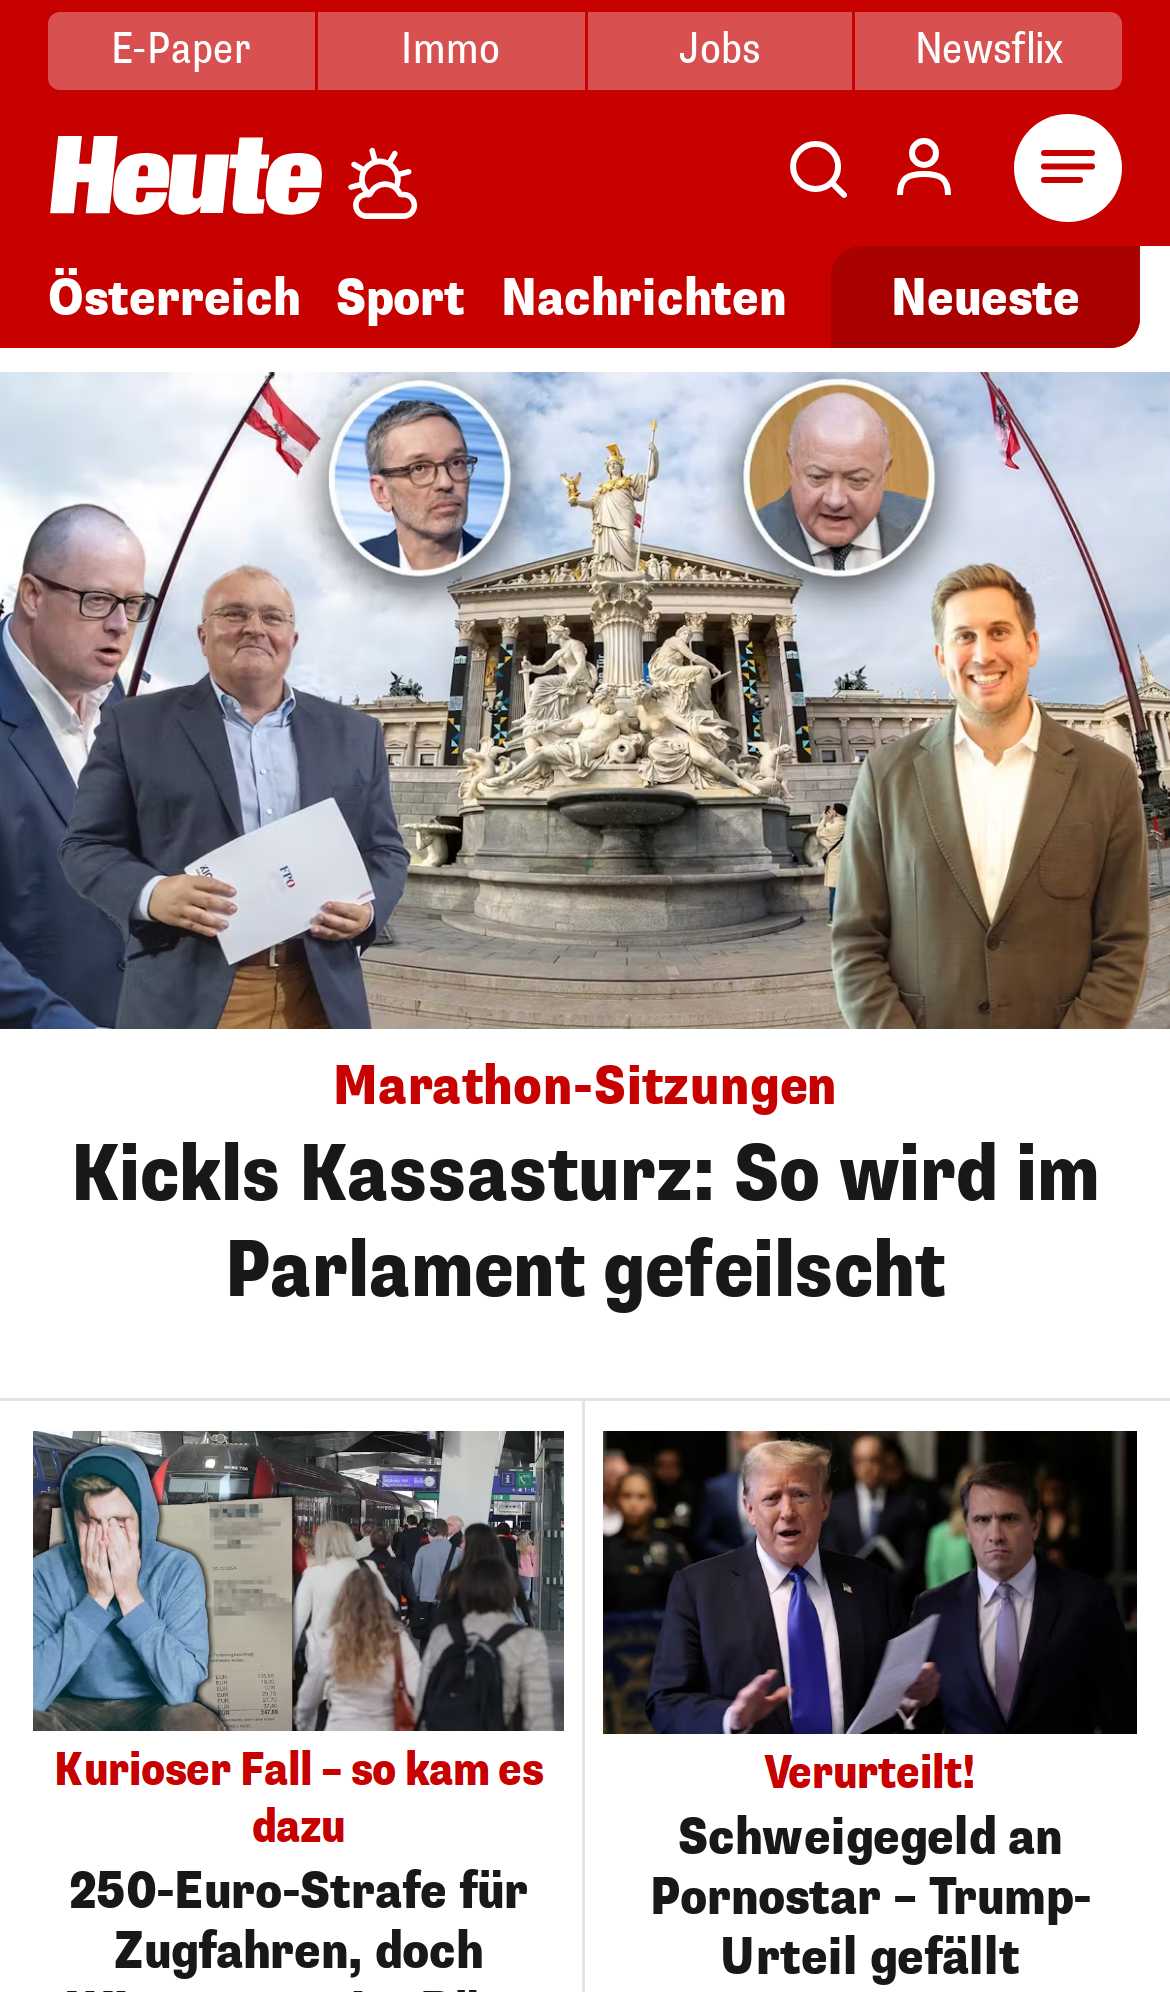 E-Paper Immo Jobs Newsflix
Heute
Österreich Sport Nachrichten Neueste
FPÖ
Marathon-Sitzungen
Kickls Kassasturz: So wird im
Parlament gefeilscht
Kurioser Fall – so kam es
dazu
250-Euro-Strafe für
Zugfahren, doch
Verurteilt!
Schweigegeld an
Pornostar – Trump-
Urteil gefällt